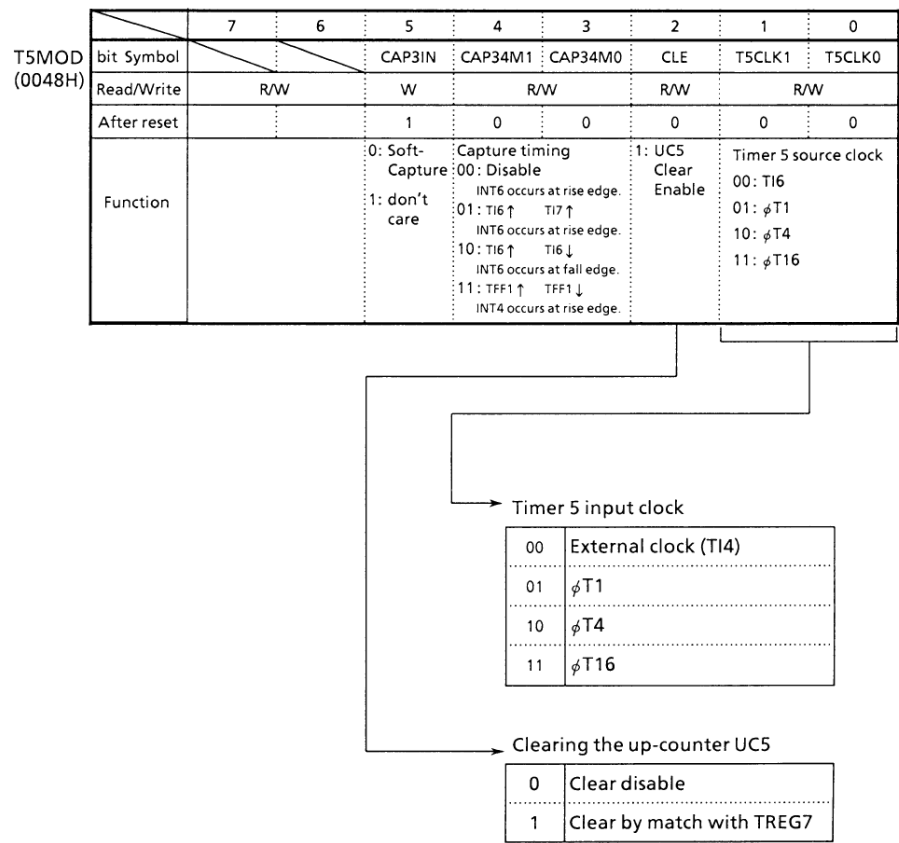 7 6 5 4 3 2 1 0
T5MOD (0048H)
bit Symbol CAP3IN CAP34M1 CAP34M0 CLE T5CLK1 T5CLK0
Read/Write R/W W R/W R/W R/W
After reset 1 0 0 0 0 0
Function
0: Soft-
Capture
1: don't
care
Capture timing
00: Disable
INT6 occurs at rise edge.
01: TI6↑ TI7↑
INT6 occurs at rise edge.
10: TI6↑ TI6↓
INT6 occurs at fall edge.
11: TFF1↑ TFF1↓
INT4 occurs at rise edge.
1: UC5
Clear
Enable
Timer 5 source clock
00: TI6
01: ϕT1
10: ϕT4
11: ϕT16
Timer 5 input clock
00 External clock (TI4)
01 ϕT1
10 ϕT4
11 ϕT16
Clearing the up-counter UC5
0 Clear disable
1 Clear by match with TREG7